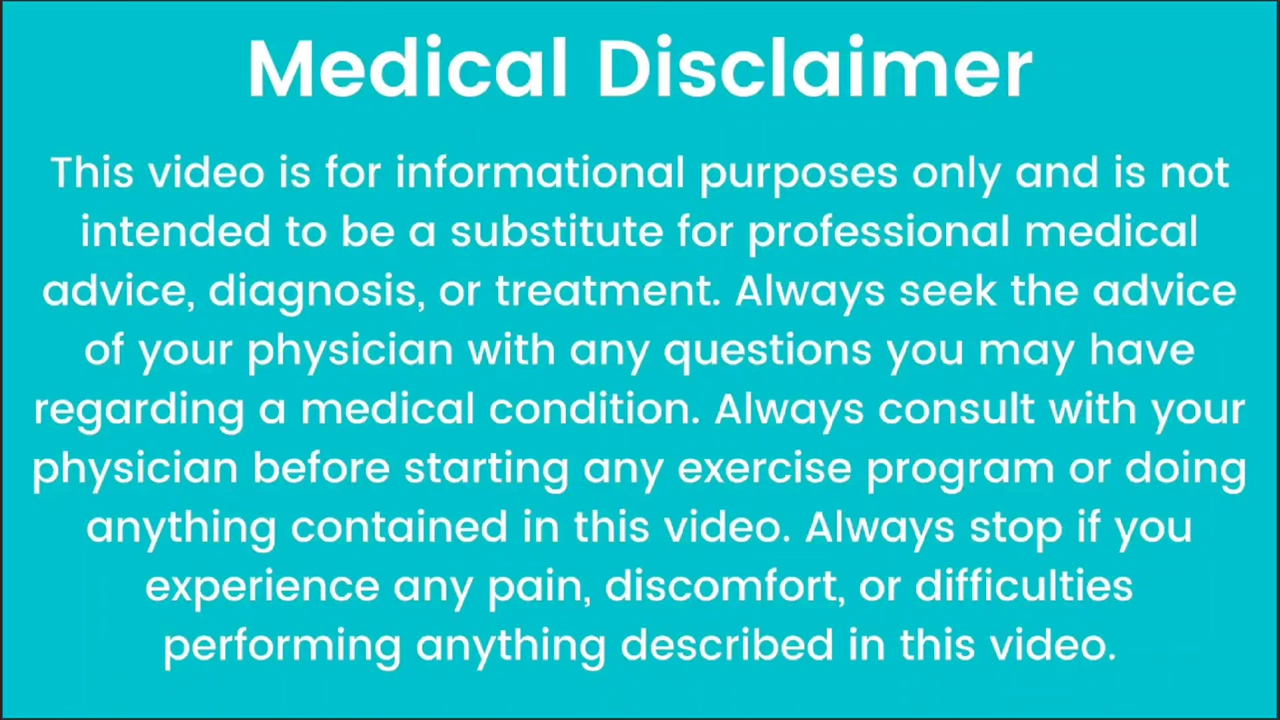 Medical Disclaimer
This video is for informational purposes only and is not
intended to be a substitute for professional medical
advice, diagnosis, or treatment. Always seek the advice
of your physician with any questions you may have
regarding a medical condition. Always consult with your
physician before starting any exercise program or doing
anything contained in this video. Always stop if you
experience any pain, discomfort, or difficulties
performing anything described in this video.